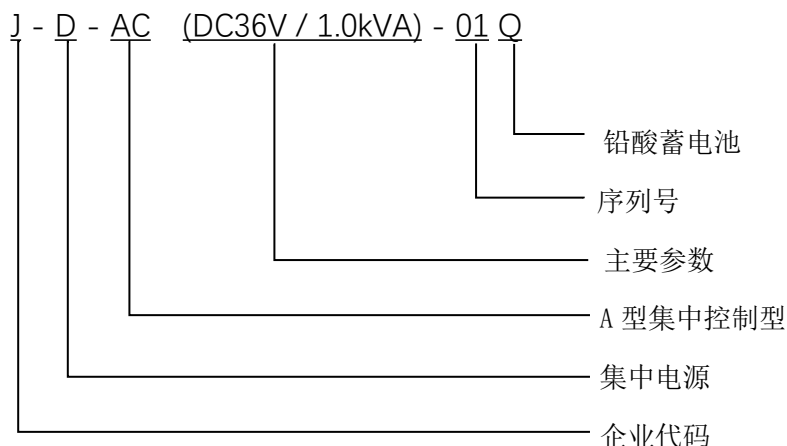 J - D - AC (DC36V / 1.0kVA) - 01 Q
铅酸蓄电池
序列号
主要参数
A 型集中控制型
集中电源
企业代码